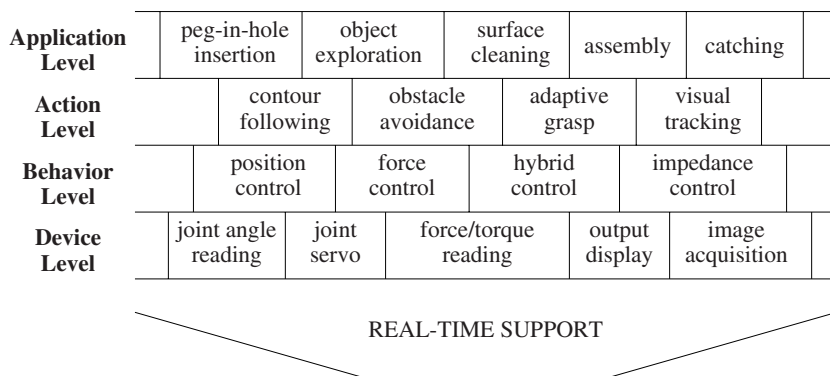 Application Level
peg-in-hole insertion
object exploration
surface cleaning
assembly
catching
Action Level
contour following
obstacle avoidance
adaptive grasp
visual tracking
Behavior Level
position control
force control
hybrid control
impedance control
Device Level
joint angle reading
joint servo
force/torque reading
output display
image acquisition
REAL-TIME SUPPORT